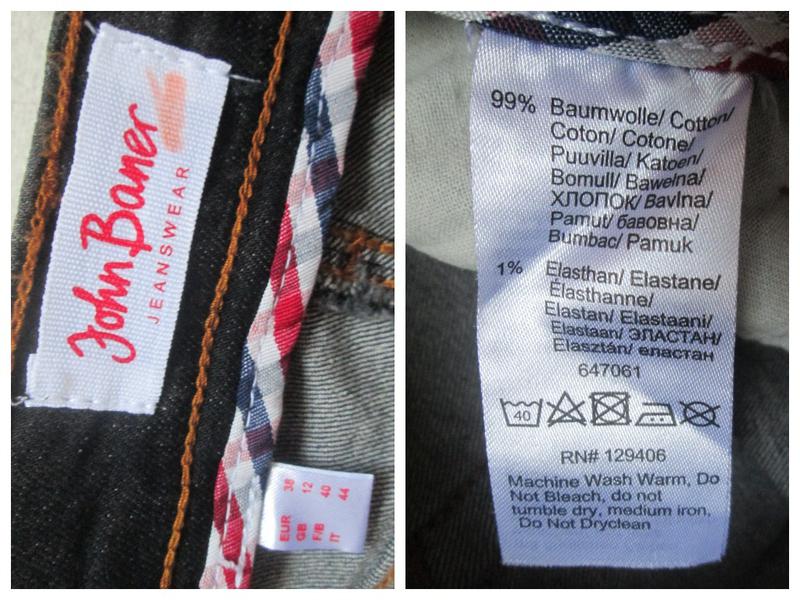 John Baner
JEANSWEAR
EUR 38
GB 12
F/B 40
IT 44
99% Baumwolle/ Cotton/
Coton/ Cotone/
Puuvilla/ Katoen/
Bomull/ Bawełna/
ХЛОПОК/ Bavlna/
Pamut/ бавовна/
Bumbac/ Pamuk
1% Elasthan/ Elastane/
Élasthanne/
Elastan/ Elastaani/
Elastaan/ ЭЛАСТАН/
Elasztán/ еластан
647061
40
RN# 129406
Machine Wash Warm, Do
Not Bleach, do not
tumble dry, medium iron,
Do Not Dryclean